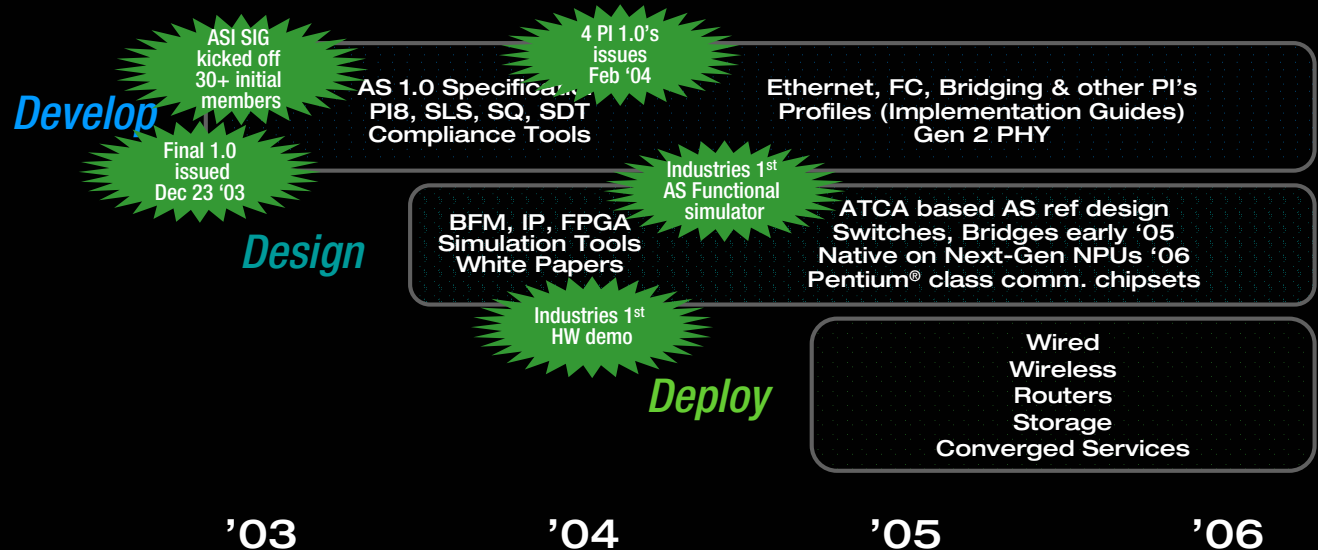 ASI SIG
kicked off
30+ initial
members
4 PI 1.0's
issues
Feb ‘04
Develop
AS 1.0 Specific
PI8, SLS, SQ, SDT
Compliance Tools
Ethernet, FC, Bridging & other PI’s
Profiles (Implementation Guides)
Gen 2 PHY
Final 1.0
issued
Dec 23 ‘03
Industries 1st
AS Functional
simulator
Design
BFM, IP, FPGA
Simulation Tools
White Papers
ATCA based AS ref design
Switches, Bridges early ‘05
Native on Next-Gen NPUs ‘06
Pentium® class comm. chipsets
Industries 1st
HW demo
Deploy
Wired
Wireless
Routers
Storage
Converged Services
’03 ’04 ’05 ’06